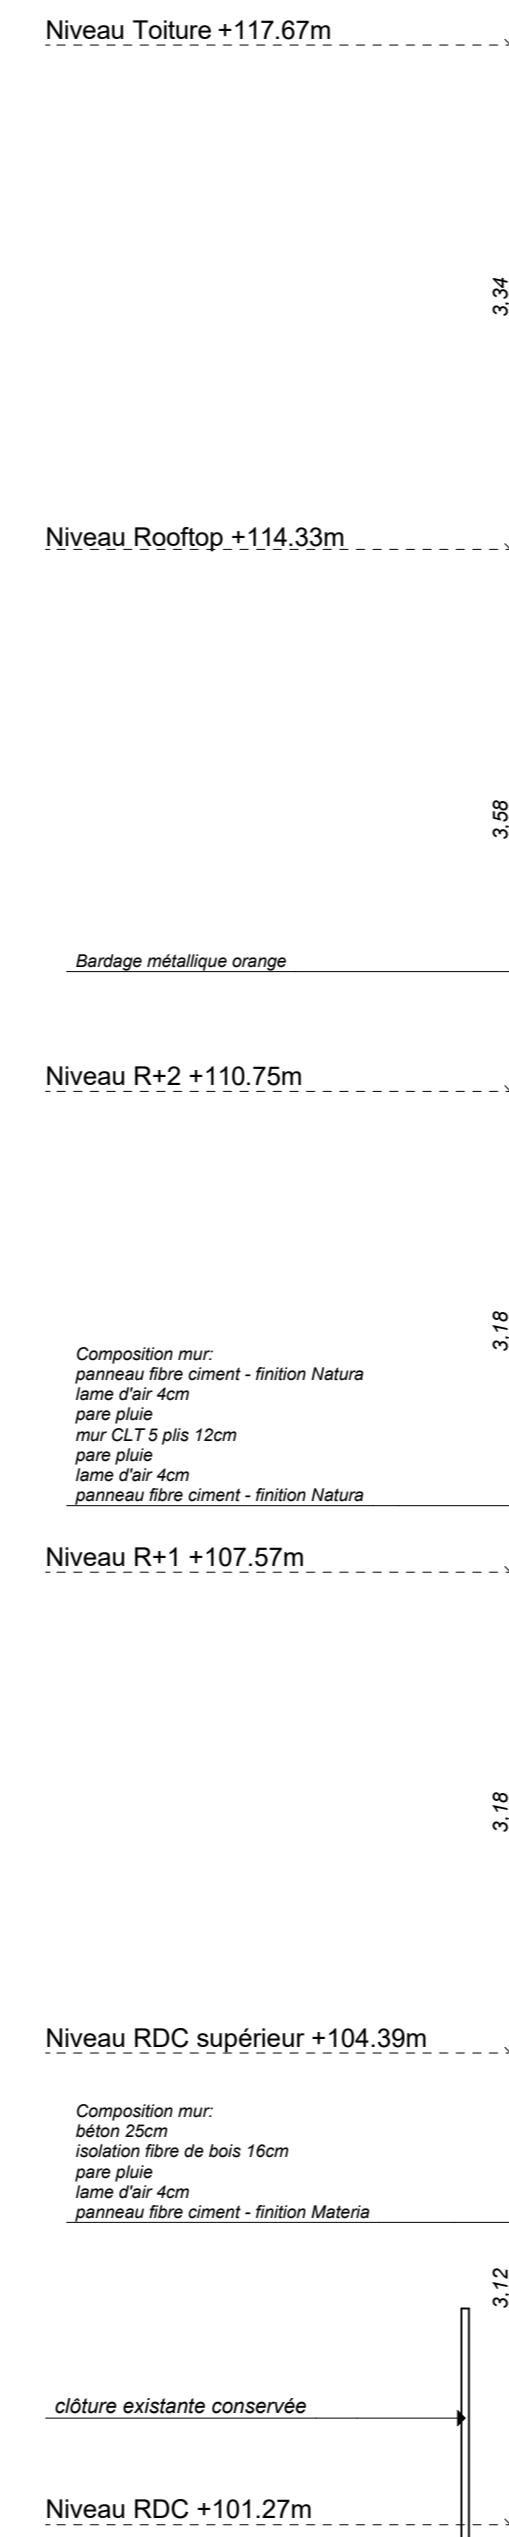 Niveau Toiture +117.67m
3,34
Niveau Rooftop +114.33m
3,58
Bardage métallique orange
Niveau R+2 +110.75m
3,18
Composition mur:
panneau fibre ciment - finition Natura
lame d'air 4cm
pare pluie
mur CLT 5 plis 12cm
pare pluie
lame d'air 4cm
panneau fibre ciment - finition Natura
Niveau R+1 +107.57m
3,18
Niveau RDC supérieur +104.39m
Composition mur:
béton 25cm
isolation fibre de bois 16cm
pare pluie
lame d'air 4cm
panneau fibre ciment - finition Materia
3,12
clôture existante conservée
Niveau RDC +101.27m